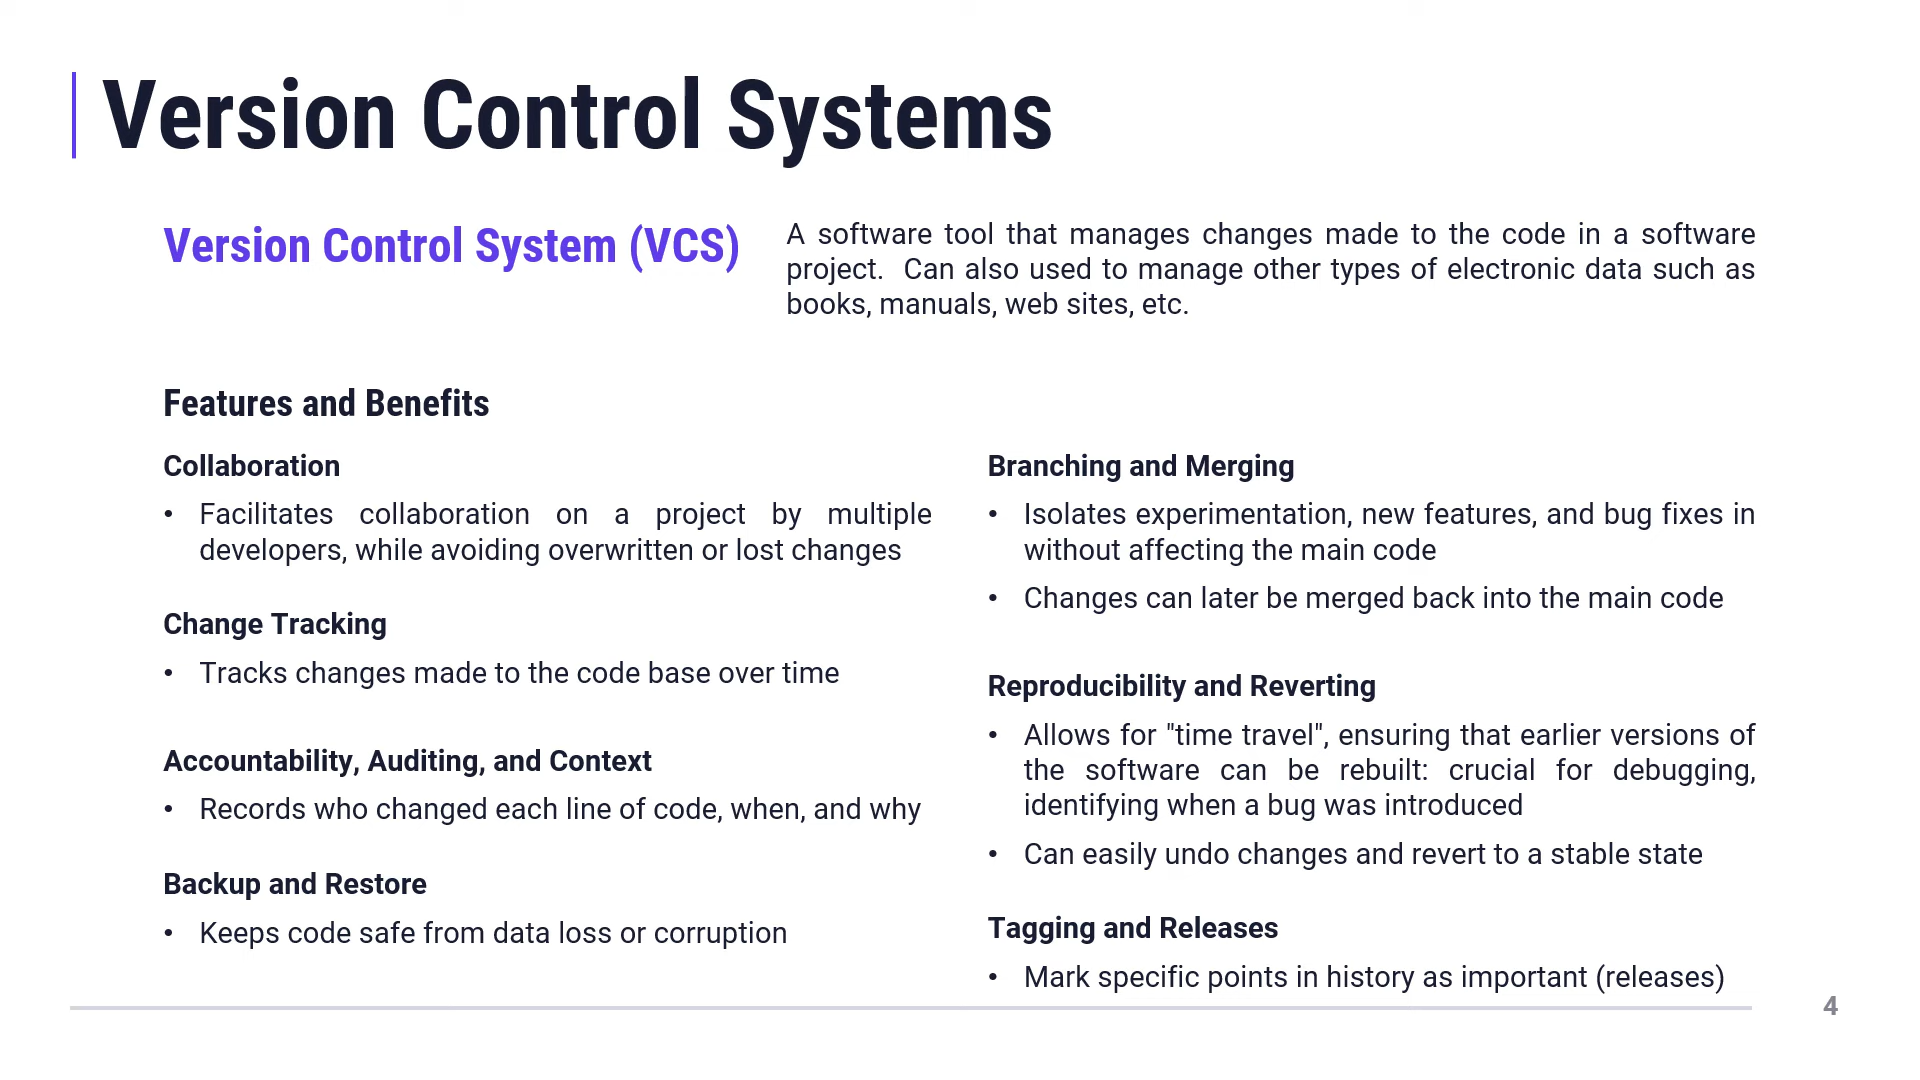 Version Control Systems
Version Control System (VCS)
A software tool that manages changes made to the code in a software
project.  Can also used to manage other types of electronic data such as
books, manuals, web sites, etc.
Features and Benefits
Collaboration
• Facilitates collaboration on a project by multiple
developers, while avoiding overwritten or lost changes
Change Tracking
• Tracks changes made to the code base over time
Accountability, Auditing, and Context
• Records who changed each line of code, when, and why
Backup and Restore
• Keeps code safe from data loss or corruption
Branching and Merging
• Isolates experimentation, new features, and bug fixes in
without affecting the main code
• Changes can later be merged back into the main code
Reproducibility and Reverting
• Allows for "time travel", ensuring that earlier versions of
the software can be rebuilt: crucial for debugging,
identifying when a bug was introduced
• Can easily undo changes and revert to a stable state
Tagging and Releases
• Mark specific points in history as important (releases)
4